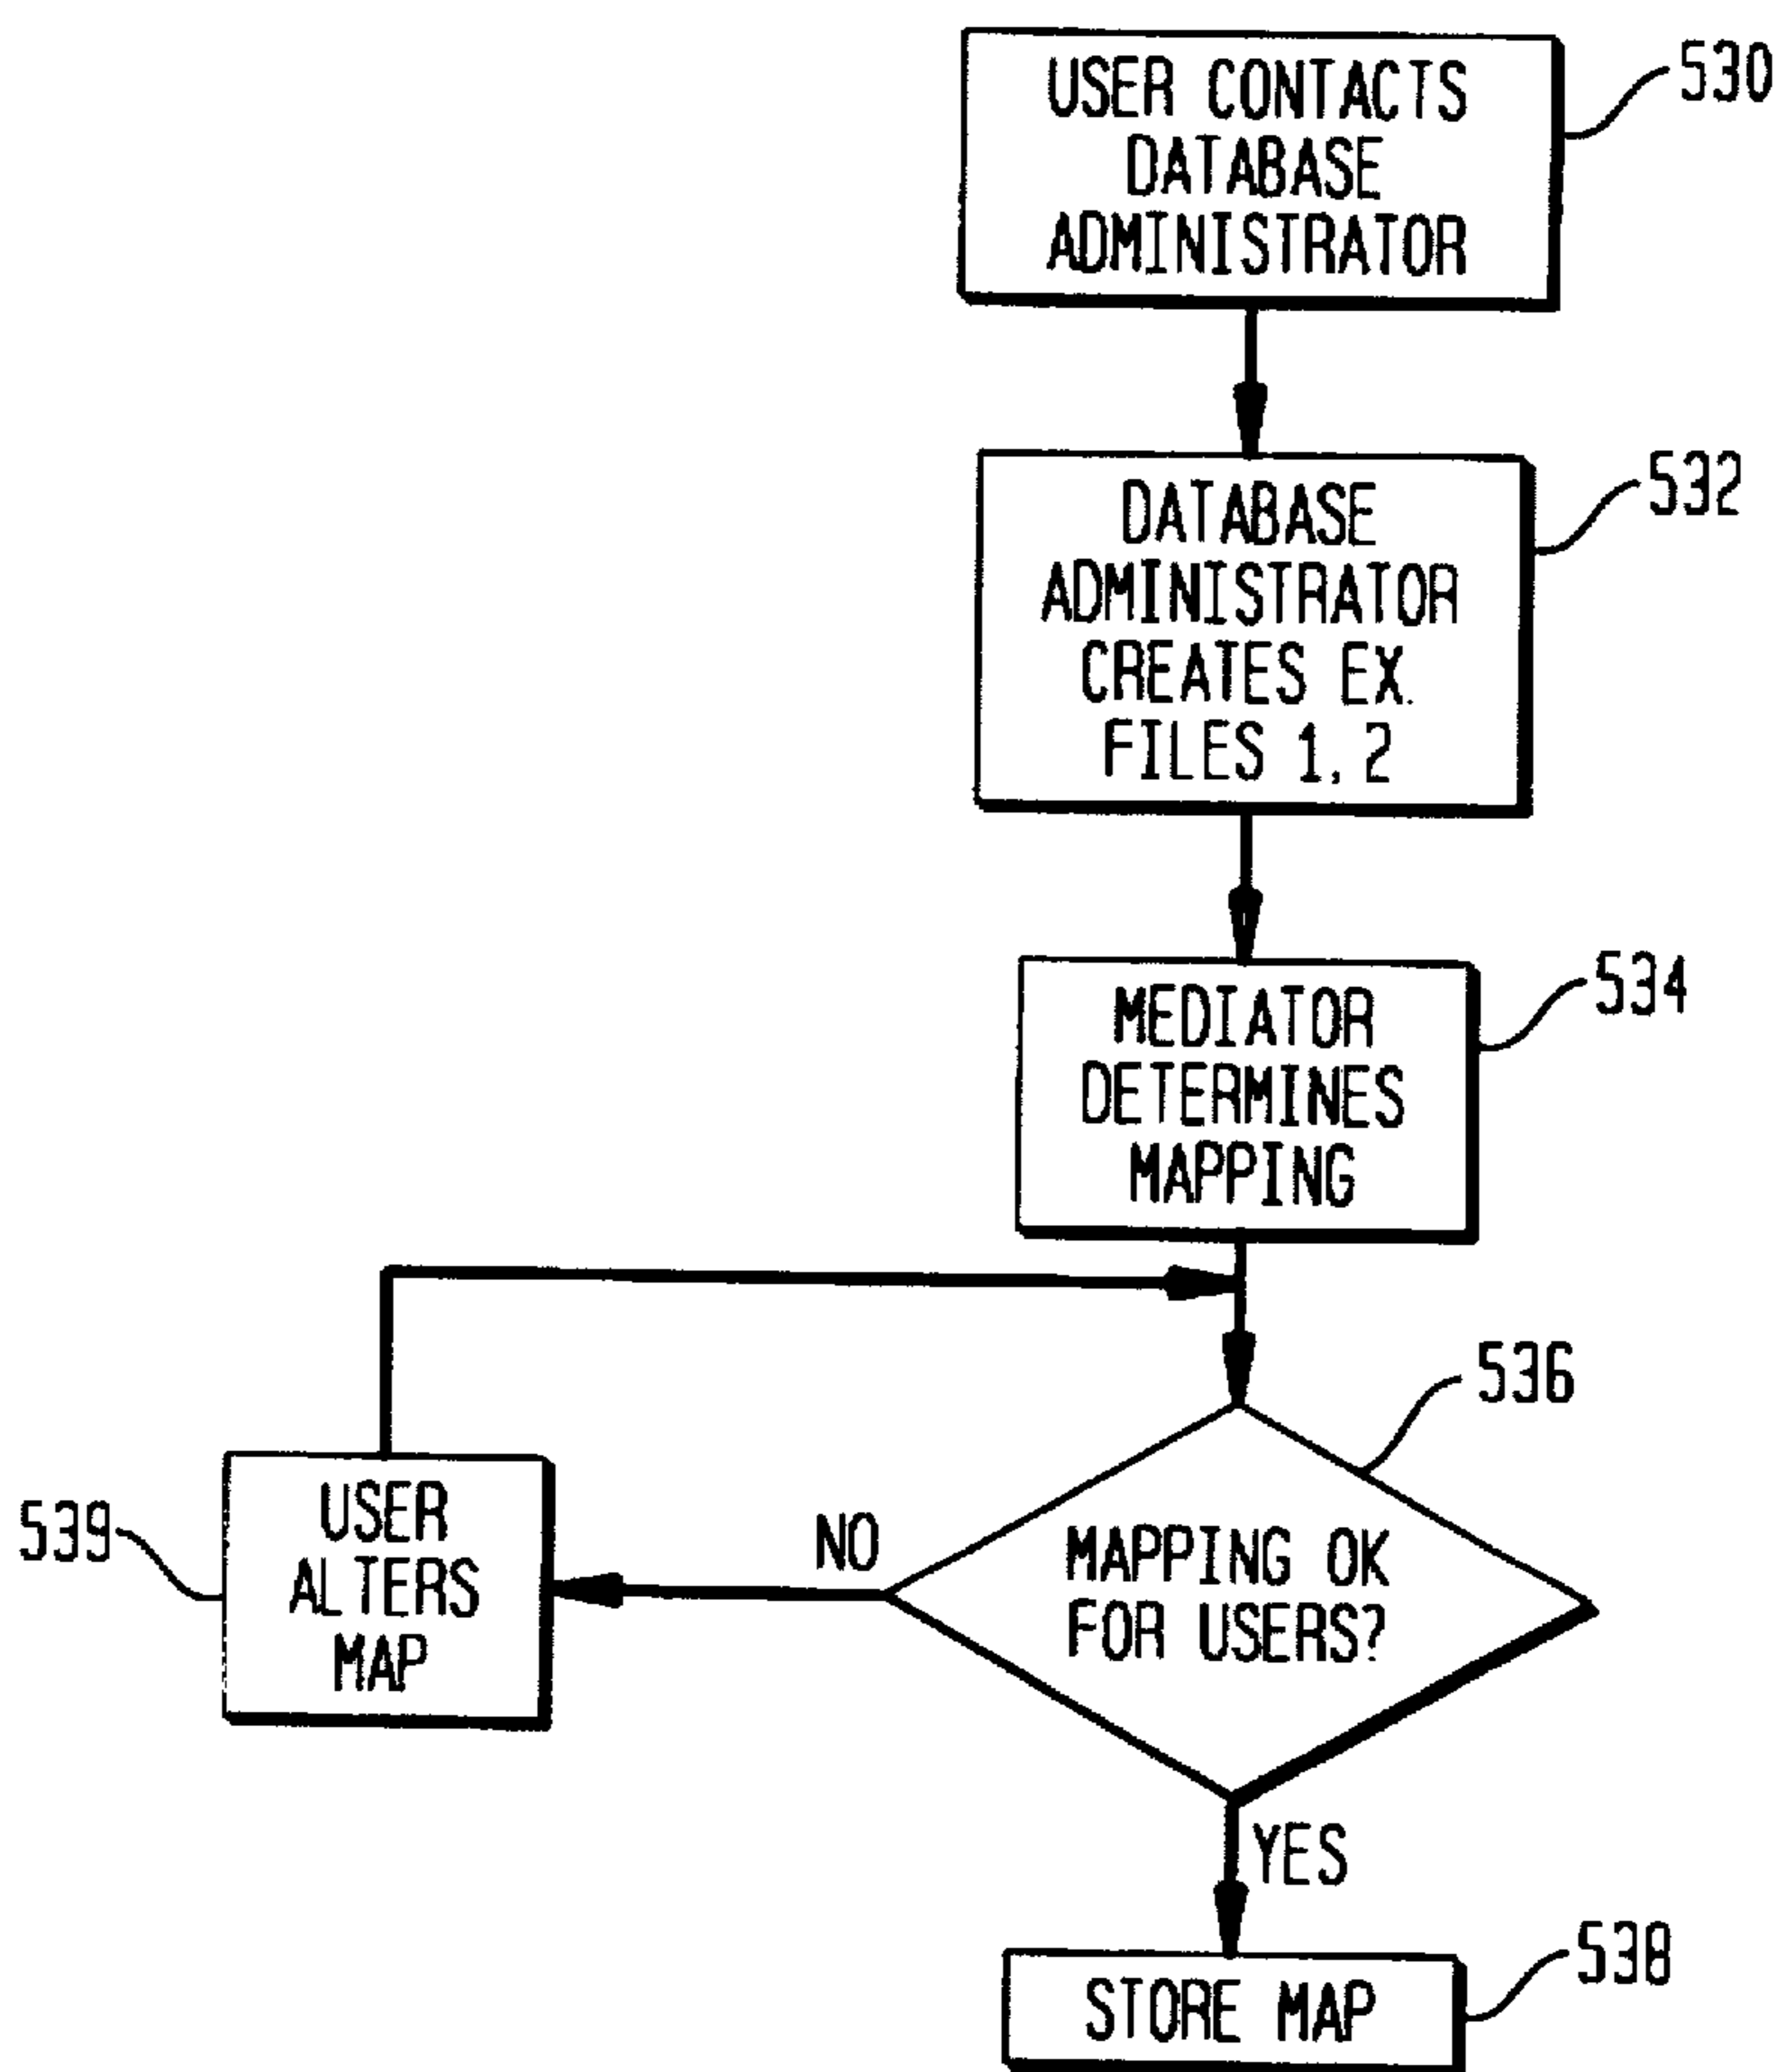 USER CONTACTS
DATABASE
ADMINISTRATOR
530
DATABASE
ADMINISTRATOR
CREATES EX.
FILES 1, 2
532
MEDIATOR
DETERMINES
MAPPING
534
536
MAPPING OK
FOR USERS?
NO
539
USER
ALTERS
MAP
YES
STORE MAP
538